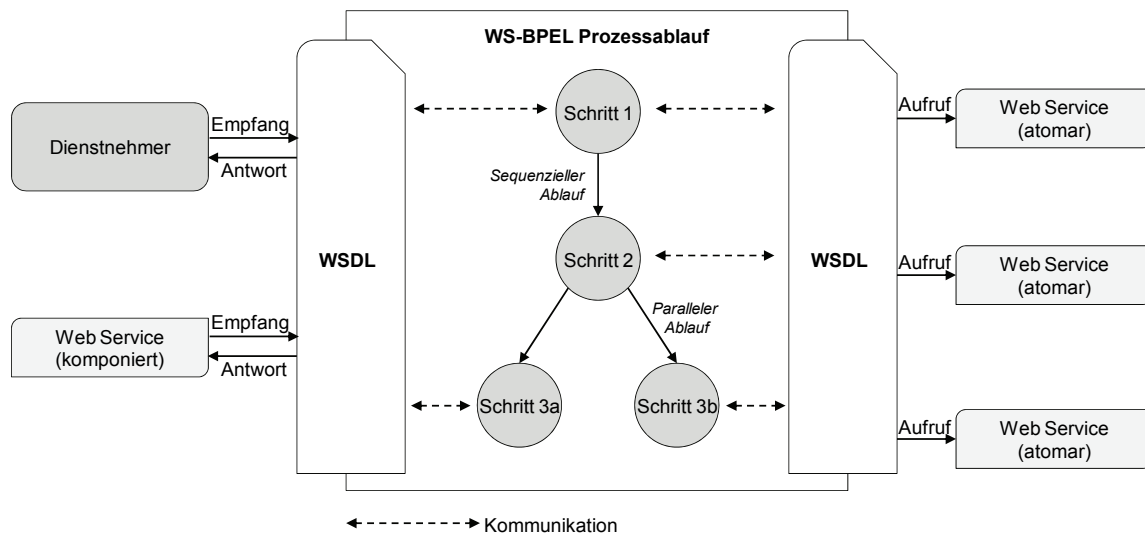 WS-BPEL Prozessablauf
Dienstnehmer
Empfang
Antwort
Web Service
(komponiert)
Empfang
Antwort
WSDL
Schritt 1
Sequenzieller
Ablauf
Schritt 2
Paralleler
Ablauf
Schritt 3a
Schritt 3b
WSDL
Aufruf
Web Service
(atomar)
Aufruf
Web Service
(atomar)
Aufruf
Web Service
(atomar)
Kommunikation